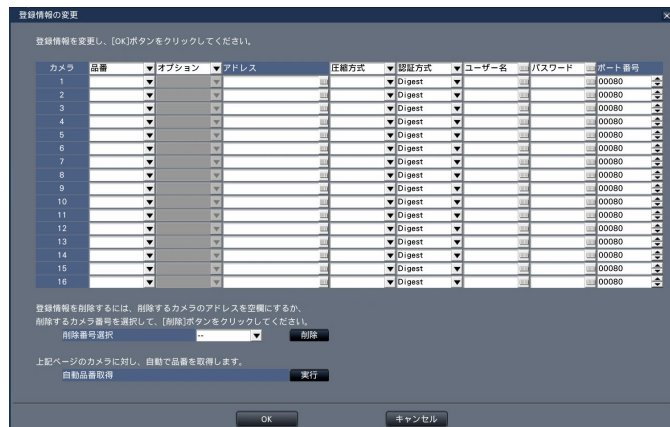 登録情報の変更
登録情報を変更し、[OK]ボタンをクリックしてください。
カメラ 品番 オプション アドレス 圧縮方式 認証方式 ユーザー名 パスワード ポート番号
1 Digest 00080
2 Digest 00080
3 Digest 00080
4 Digest 00080
5 Digest 00080
6 Digest 00080
7 Digest 00080
8 Digest 00080
9 Digest 00080
10 Digest 00080
11 Digest 00080
12 Digest 00080
13 Digest 00080
14 Digest 00080
15 Digest 00080
16 Digest 00080
登録情報を削除するには、削除するカメラのアドレスを空欄にするか、
削除するカメラ番号を選択して、[削除]ボタンをクリックしてください。
削除番号選択 -- 削除
上記ページのカメラに対し、自動で品番を取得します。
自動品番取得 実行
OK キャンセル